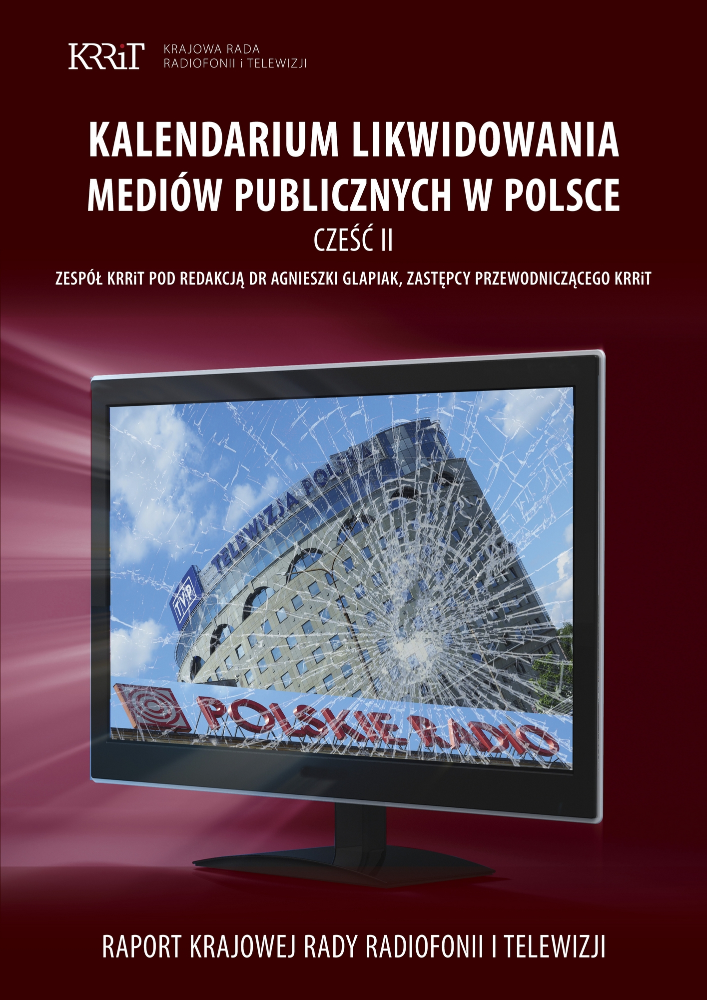 KRRiT
KRAJOWA RADA
RADIOFONII i TELEWIZJI
KALENDARIUM LIKWIDOWANIA
MEDIÓW PUBLICZNYCH W POLSCE
CZEŚĆ II
ZESPÓŁ KRRiT POD REDAKCJĄ DR AGNIESZKI GLAPIAK, ZASTĘPCY PRZEWODNICZĄCEGO KRRiT
TELEWIZJA POLSKA
TVP
POLSKIE RADIO
RAPORT KRAJOWEJ RADY RADIOFONII I TELEWIZJI